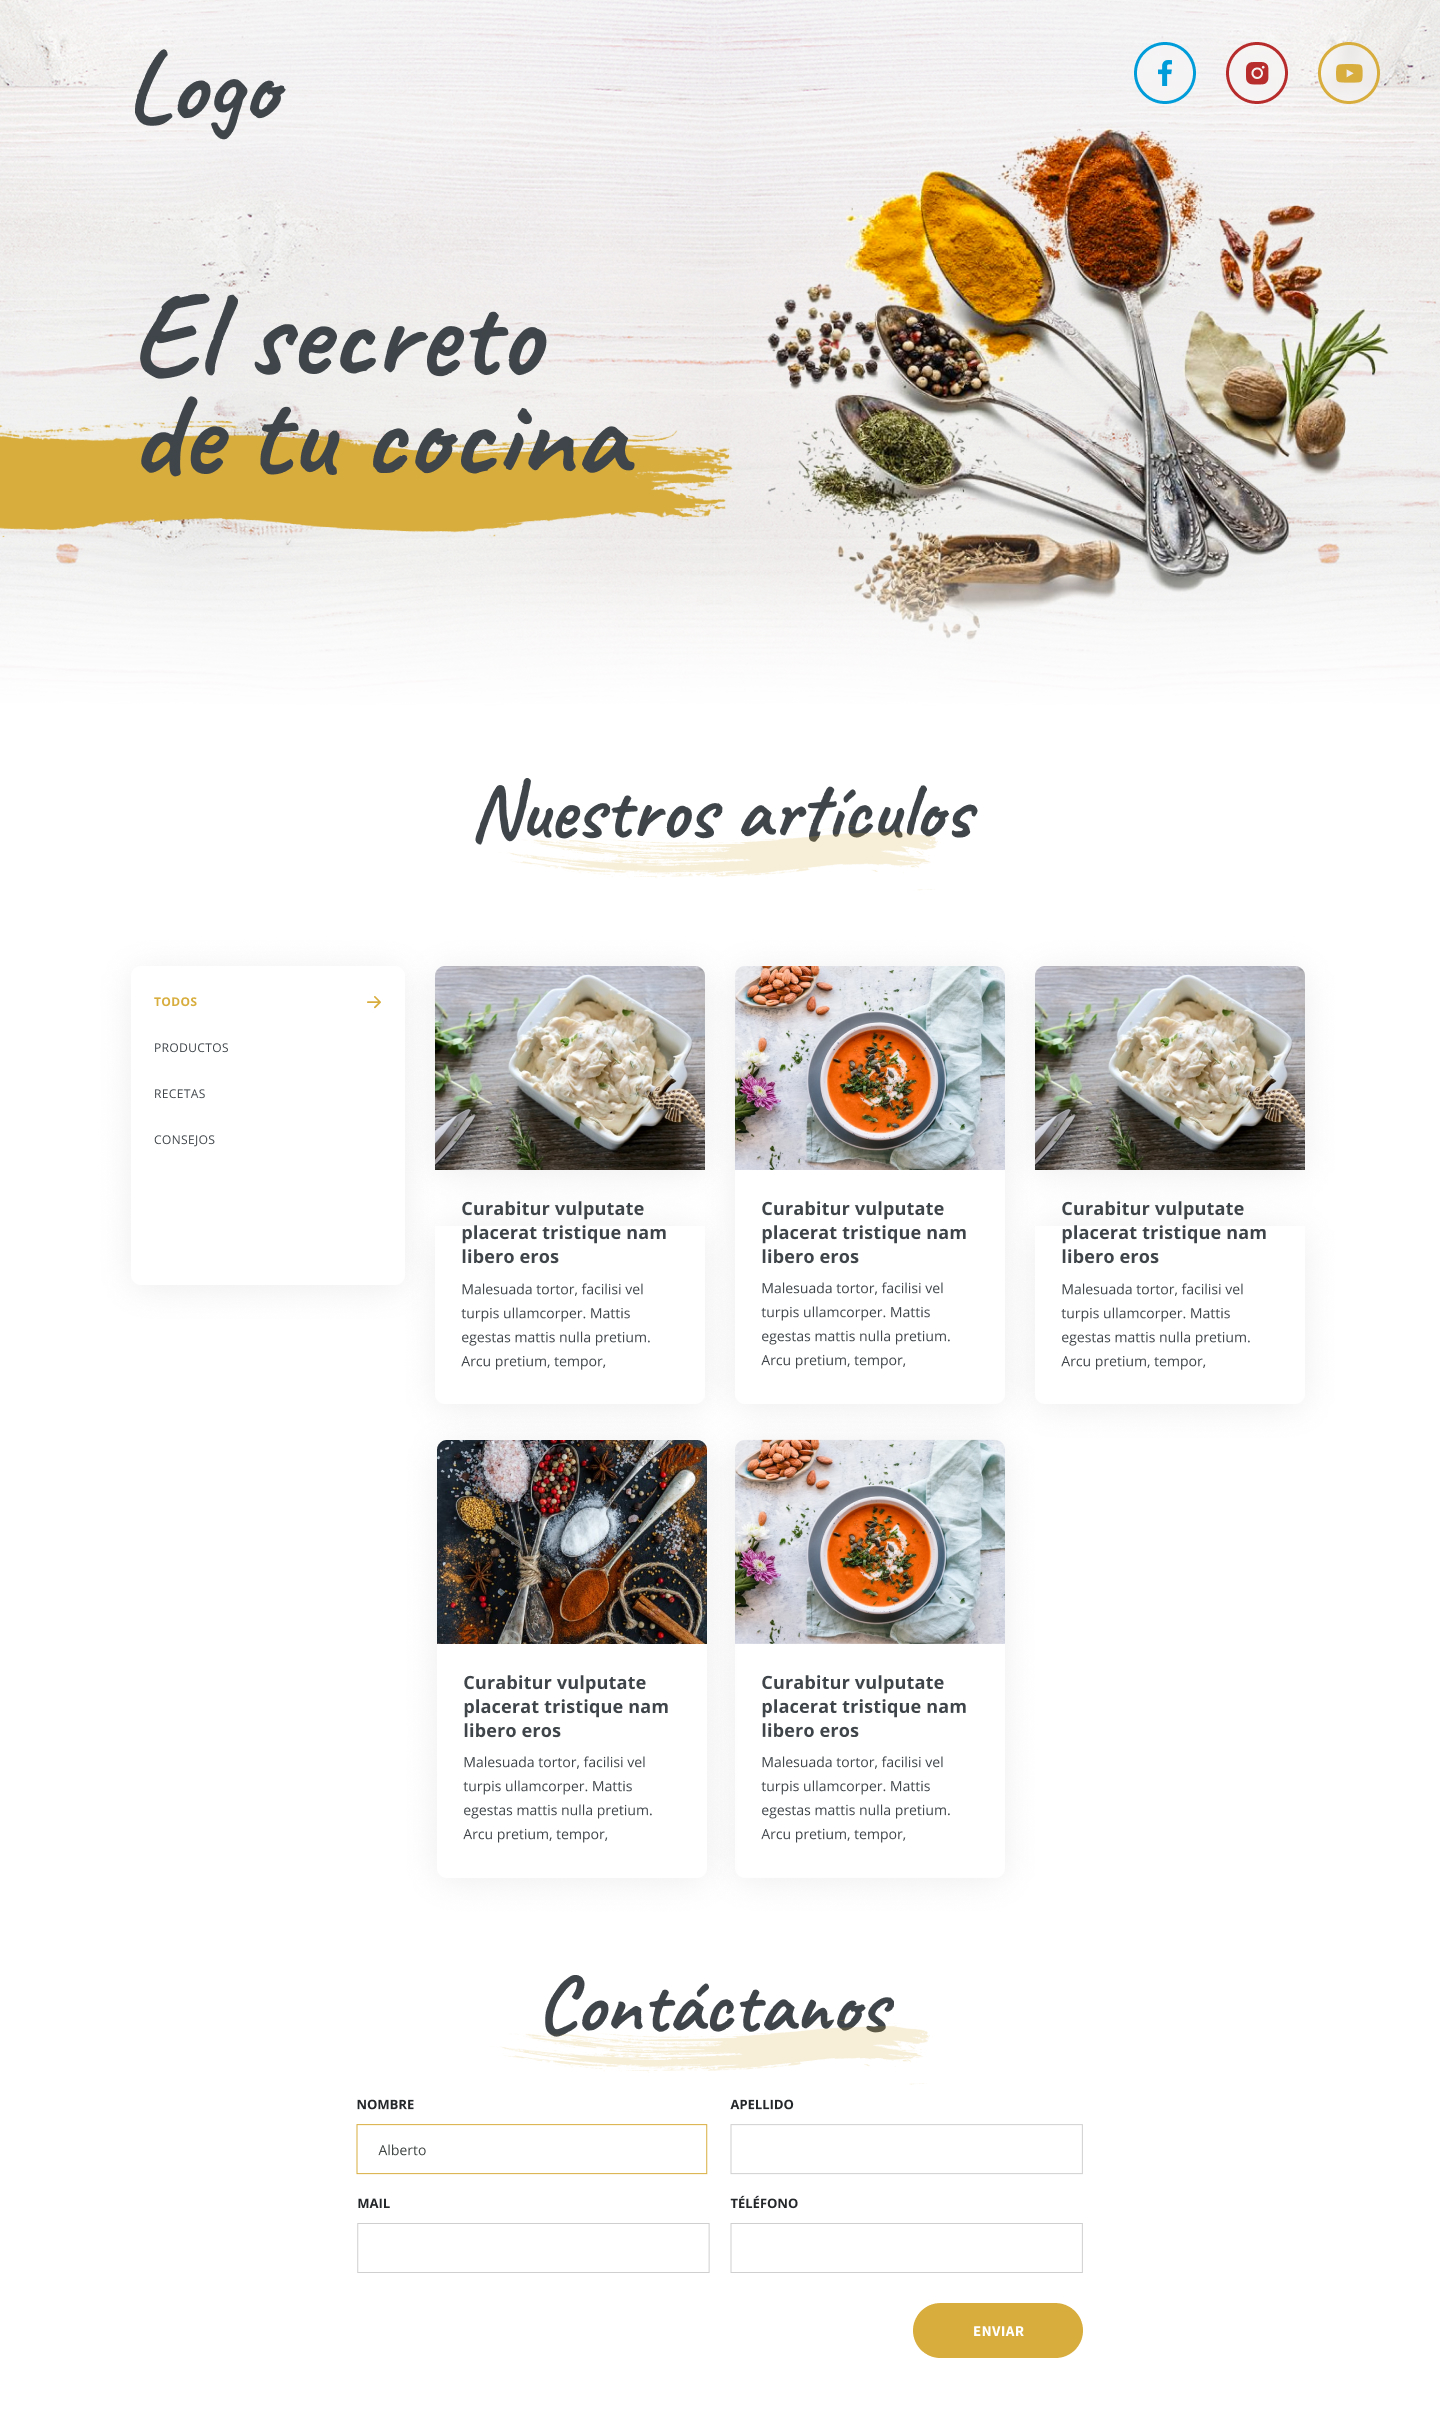 Logo
El secreto
de tu cocina
Nuestros artículos
TODOS
PRODUCTOS
RECETAS
CONSEJOS
Curabitur vulputate
placerat tristique nam
libero eros
Malesuada tortor, facilisi vel
turpis ullamcorper. Mattis
egestas mattis nulla pretium.
Arcu pretium, tempor,
Curabitur vulputate
placerat tristique nam
libero eros
Malesuada tortor, facilisi vel
turpis ullamcorper. Mattis
egestas mattis nulla pretium.
Arcu pretium, tempor,
Curabitur vulputate
placerat tristique nam
libero eros
Malesuada tortor, facilisi vel
turpis ullamcorper. Mattis
egestas mattis nulla pretium.
Arcu pretium, tempor,
Curabitur vulputate
placerat tristique nam
libero eros
Malesuada tortor, facilisi vel
turpis ullamcorper. Mattis
egestas mattis nulla pretium.
Arcu pretium, tempor,
Curabitur vulputate
placerat tristique nam
libero eros
Malesuada tortor, facilisi vel
turpis ullamcorper. Mattis
egestas mattis nulla pretium.
Arcu pretium, tempor,
Contáctanos
NOMBRE
Alberto
APELLIDO
MAIL
TÉLÉFONO
ENVIAR